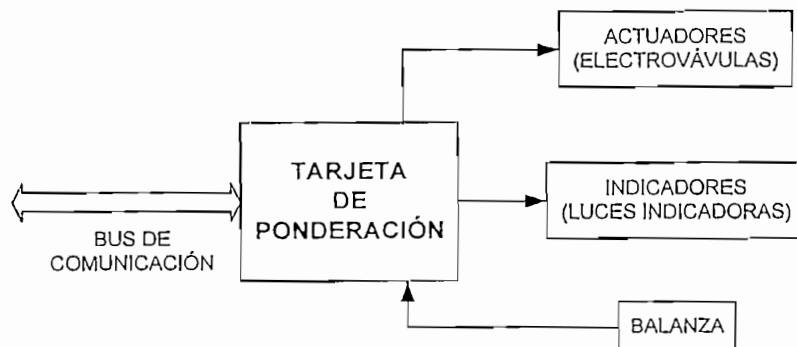 ACTUADORES
(ELECTROVÁVULAS)
TARJETA
DE
PONDERACIÓN
INDICADORES
(LUCES INDICADORAS)
BUS DE
COMUNICACIÓN
BALANZA